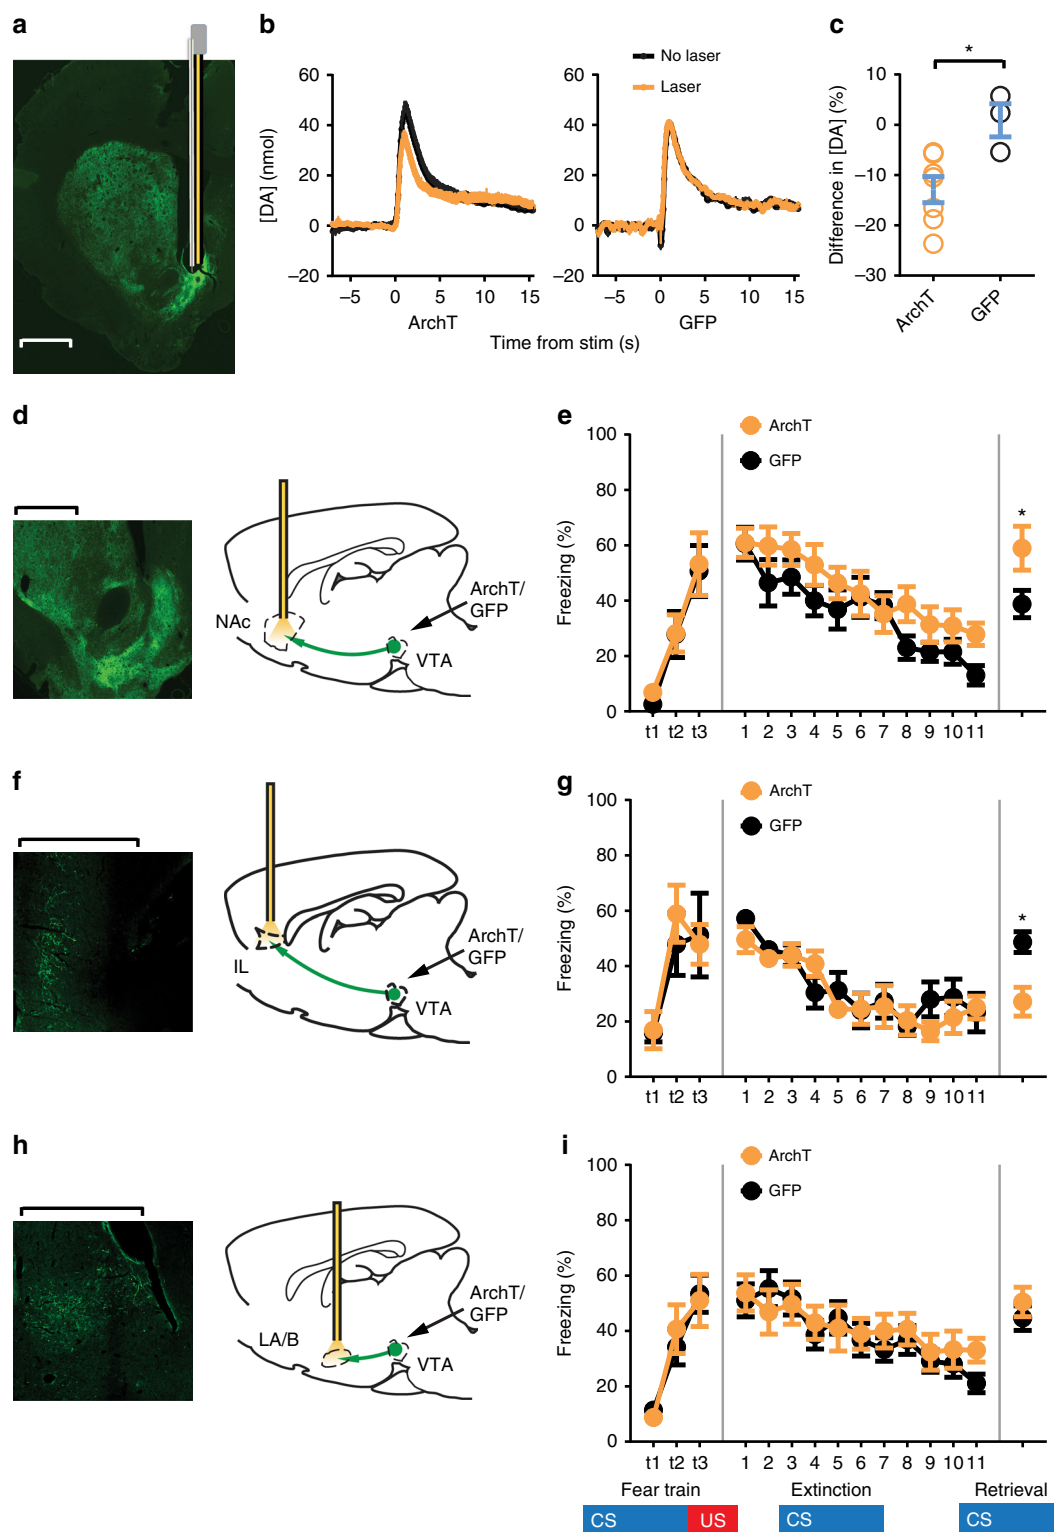 a
b
c
No laser
Laser
60
40
20
0
−20
[DA] (nmol)
−5 0 5 10 15
ArchT
60
40
20
0
−20
−5 0 5 10 15
GFP
Time from stim (s)
*
10
0
−10
−20
−30
Difference in [DA] (%)
ArchT
GFP
d
NAc
ArchT/
GFP
VTA
e
ArchT
GFP
100
80
60
40
20
0
Freezing (%)
*
t1 t2 t3 1 2 3 4 5 6 7 8 9 10 11
f
IL
ArchT/
GFP
VTA
g
ArchT
GFP
100
80
60
40
20
0
Freezing (%)
*
t1 t2 t3 1 2 3 4 5 6 7 8 9 10 11
h
LA/B
ArchT/
GFP
VTA
i
ArchT
GFP
100
80
60
40
20
0
Freezing (%)
t1 t2 t3 1 2 3 4 5 6 7 8 9 10 11
Fear train Extinction Retrieval
CS US CS CS